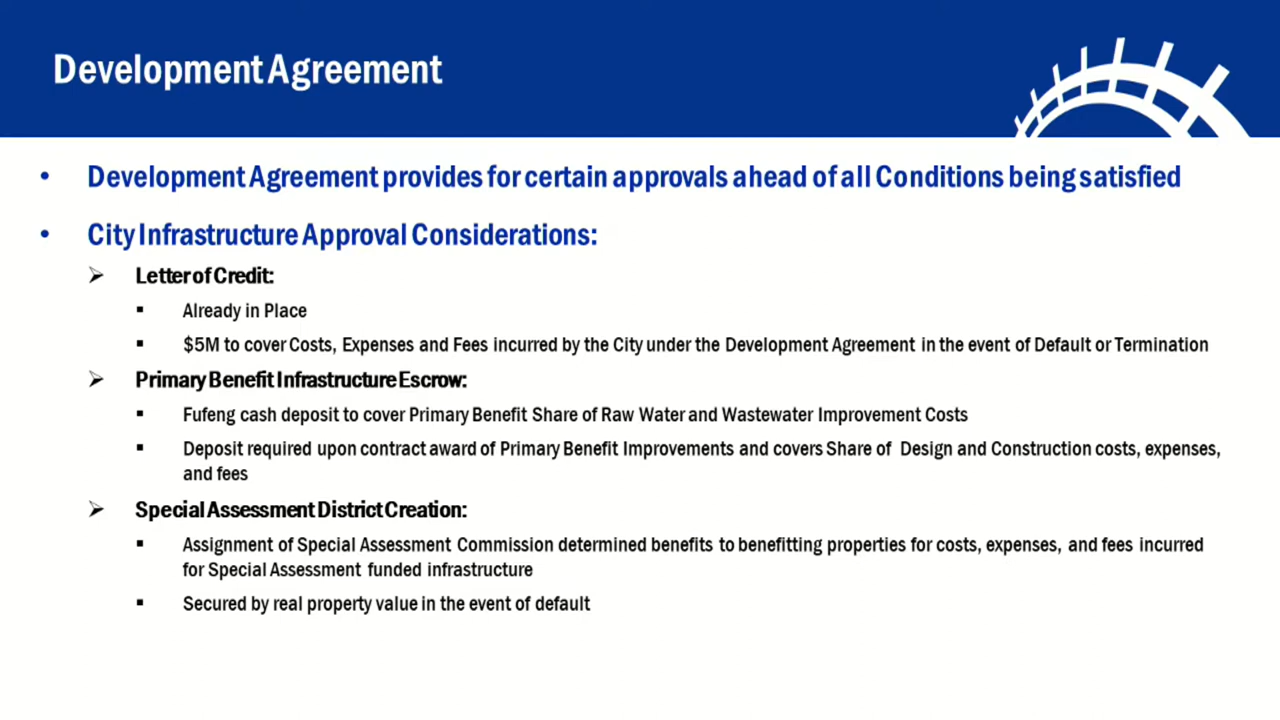 Development Agreement
• Development Agreement provides for certain approvals ahead of all Conditions being satisfied
• City Infrastructure Approval Considerations:
➢ Letter of Credit:
▪ Already in Place
▪ $5M to cover Costs, Expenses and Fees incurred by the City under the Development Agreement in the event of Default or Termination
➢ Primary Benefit Infrastructure Escrow:
▪ Fufeng cash deposit to cover Primary Benefit Share of Raw Water and Wastewater Improvement Costs
▪ Deposit required upon contract award of Primary Benefit Improvements and covers Share of Design and Construction costs, expenses,
and fees
➢ Special Assessment District Creation:
▪ Assignment of Special Assessment Commission determined benefits to benefitting properties for costs, expenses, and fees incurred
for Special Assessment funded infrastructure
▪ Secured by real property value in the event of default